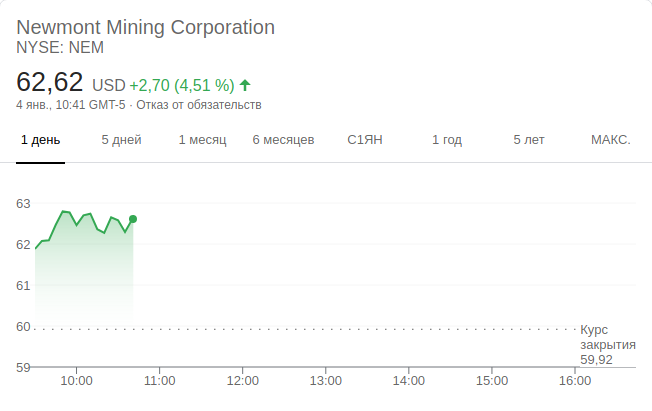 Newmont Mining Corporation
NYSE: NEM
62,62 USD +2,70 (4,51 %)
4 янв., 10:41 GMT-5 · Отказ от обязательств
1 день 5 дней 1 месяц 6 месяцев С1ЯН 1 год 5 лет МАКС.
63
62
61
60
Курс
закрытия
59,92
59
10:00 11:00 12:00 13:00 14:00 15:00 16:00